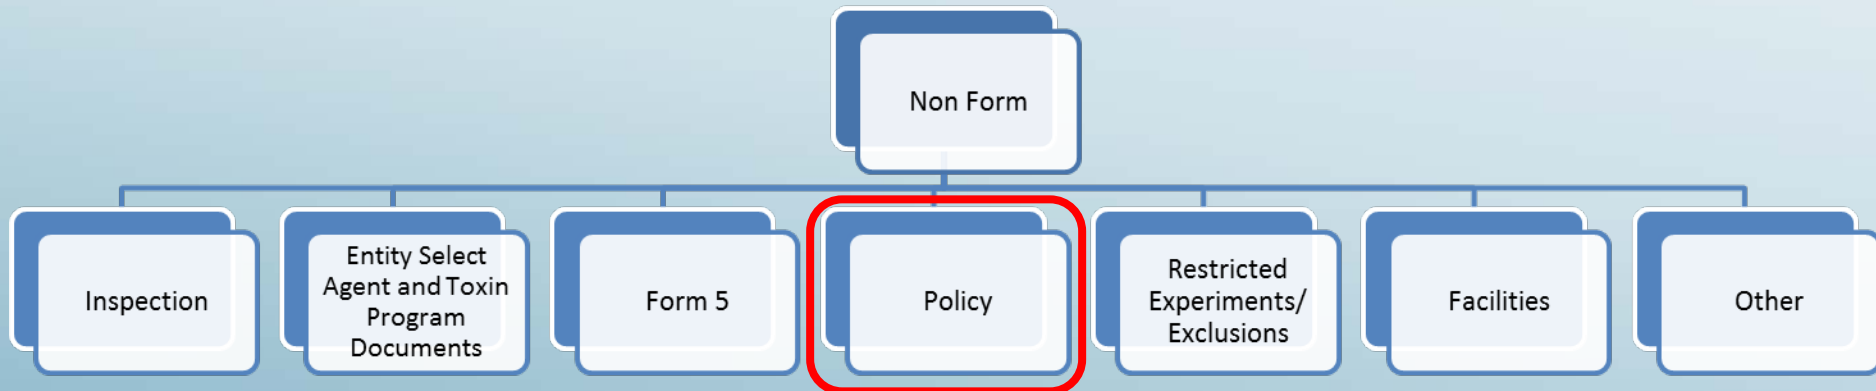 Non Form
Inspection
Entity Select
Agent and Toxin
Program
Documents
Form 5
Policy
Restricted
Experiments/
Exclusions
Facilities
Other